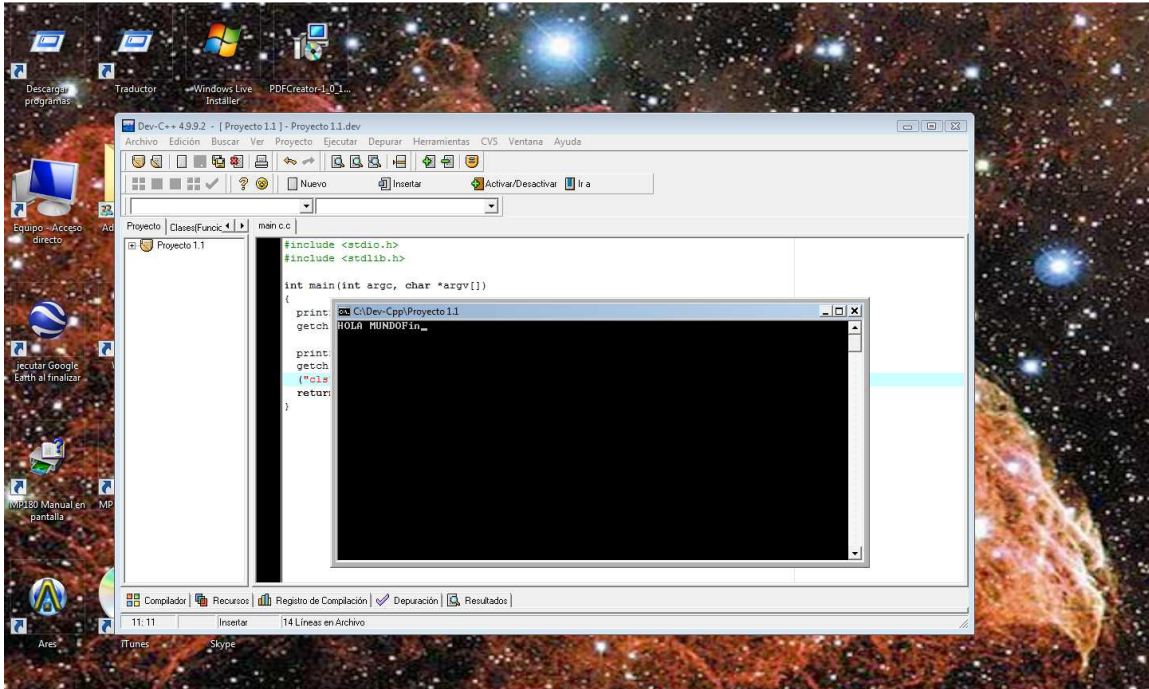 Descargar
programas
Traductor
Windows Live
Installer
PDFCreator-1_0_1...
Equipo - Acceso
directo
Ad
jecutar Google
Earth al finalizar
MP180 Manual en
pantalla
MP
Ares
iTunes
Skype
Dev-C++ 4.9.9.2 - [ Proyecto 1.1 ] - Proyecto 1.1.dev
Archivo Edición Buscar Ver Proyecto Ejecutar Depurar Herramientas CVS Ventana Ayuda
Nuevo Insertar Activar/Desactivar Ir a
Proyecto Clases(Funcic main c.c
Proyecto 1.1
#include <stdio.h>
#include <stdlib.h>
int main(int argc, char *argv[])
{
print
getch
print
getch
("cls
return
}
C:\Dev-Cpp\Proyecto 1.1
HOLA MUNDOFin_
Compilador Recursos Registro de Compilación Depuración Resultados
11: 11 Insertar 14 Líneas en Archivo